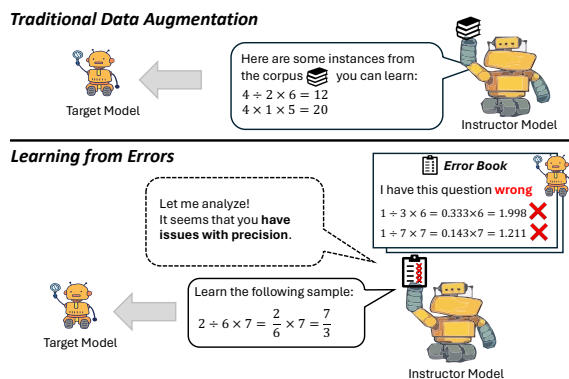 Traditional Data Augmentation
Here are some instances from
the corpus you can learn:
4 ÷ 2 × 6 = 12
4 × 1 × 5 = 20
Target Model
Instructor Model
Learning from Errors
Error Book
I have this question wrong
1 ÷ 3 × 6 = 0.333×6 = 1.998
1 ÷ 7 × 7 = 0.143×7 = 1.211
Let me analyze!
It seems that you have
issues with precision.
Learn the following sample:
2 ÷ 6 × 7 = 2/6 × 7 = 7/3
Target Model
Instructor Model